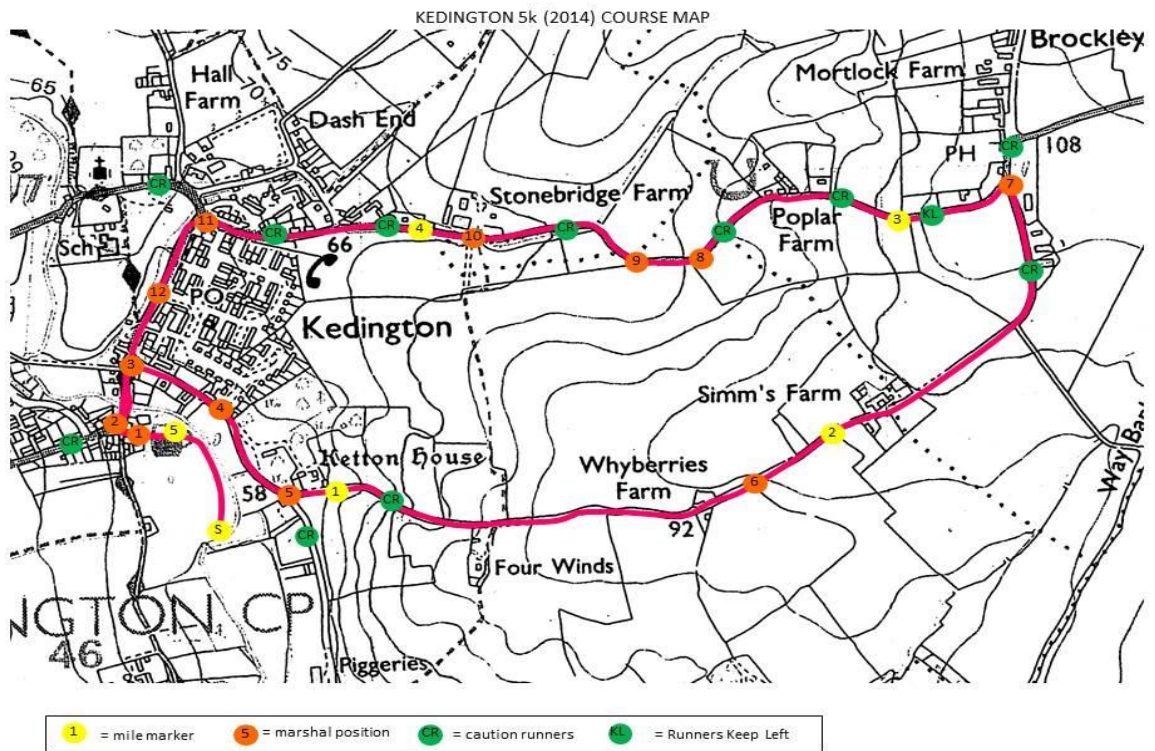 KEDINGTON 5k (2014) COURSE MAP
Brockley
Hall
Farm
75
70
65
Mortlock Farm
Dash End
CR
PH
108
CR
7
Stonebridge Farm
CR
Poplar
Farm
3
KL
11
CR
CR
4
10
CR
CR
8
9
Sch
66
CR
12
PO
Kedington
3
4
Simm's Farm
2
1
5
CR
2
Ketton House
Whyberries
Farm
6
58
5
1
CR
92
S
CR
Four Winds
NGTON CP
46
Piggeries
1 = mile marker 5 = marshal position CR = caution runners KL = Runners Keep Left